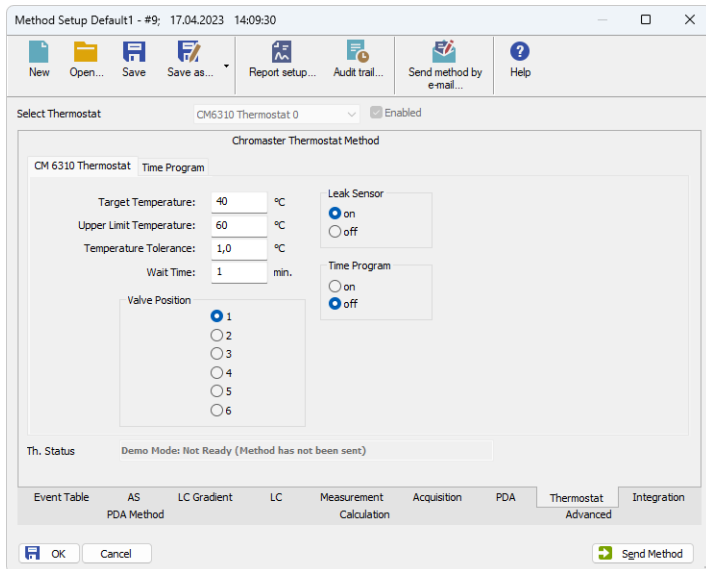 Method Setup Default1 - #9; 17.04.2023 14:09:30
New Open... Save Save as... Report setup... Audit trail... Send method by e-mail... Help
Select Thermostat CM6310 Thermostat 0 Enabled
Chromaster Thermostat Method
CM 6310 Thermostat Time Program
Target Temperature: 40 °C
Upper Limit Temperature: 60 °C
Temperature Tolerance: 1,0 °C
Wait Time: 1 min.
Leak Sensor
on
off
Time Program
on
off
Valve Position
1
2
3
4
5
6
Th. Status Demo Mode: Not Ready (Method has not been sent)
Event Table AS LC Gradient LC Measurement Acquisition PDA Thermostat Integration
PDA Method Calculation Advanced
OK Cancel Send Method